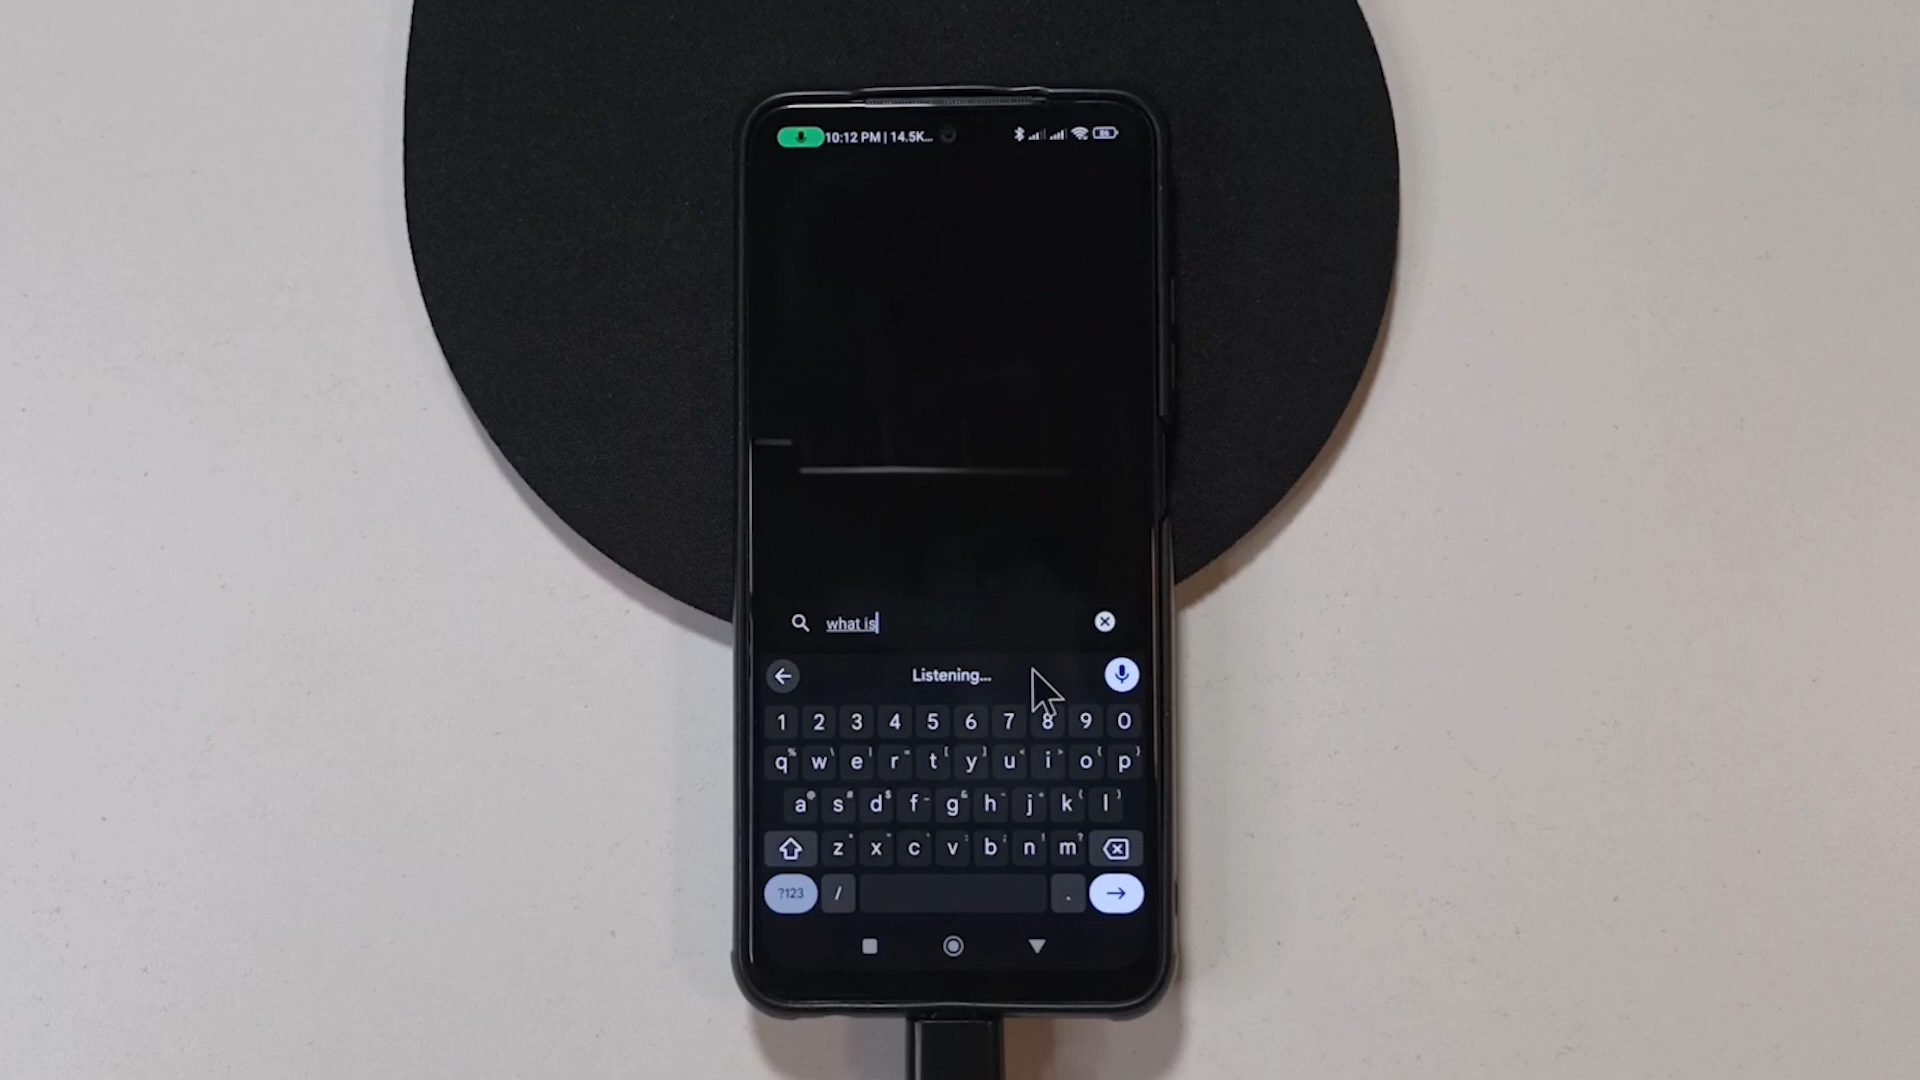 10:12 PM | 14.5K...
86
what is
Listening...
1 2 3 4 5 6 7 8 9 0
q w e r t y u i o p
a s d f g h j k l
z x c v b n m
?123 / .